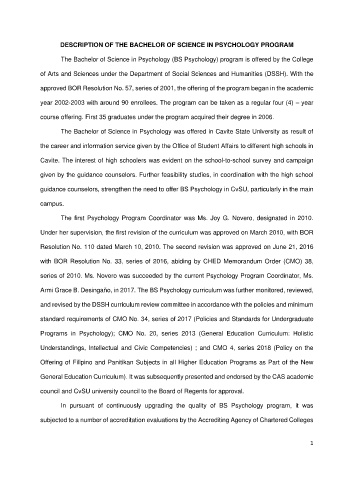 DESCRIPTION OF THE BACHELOR OF SCIENCE IN PSYCHOLOGY PROGRAM
The Bachelor of Science in Psychology (BS Psychology) program is offered by the College
of Arts and Sciences under the Department of Social Sciences and Humanities (DSSH). With the
approved BOR Resolution No. 57, series of 2001, the offering of the program began in the academic
year 2002-2003 with around 90 enrollees. The program can be taken as a regular four (4) – year
course offering. First 35 graduates under the program acquired their degree in 2006.
The Bachelor of Science in Psychology was offered in Cavite State University as result of
the career and information service given by the Office of Student Affairs to different high schools in
Cavite. The interest of high schoolers was evident on the school-to-school survey and campaign
given by the guidance counselors. Further feasibility studies, in coordination with the high school
guidance counselors, strengthen the need to offer BS Psychology in CvSU, particularly in the main
campus.
The first Psychology Program Coordinator was Ms. Joy G. Novero, designated in 2010.
Under her supervision, the first revision of the curriculum was approved on March 2010, with BOR
Resolution No. 110 dated March 10, 2010. The second revision was approved on June 21, 2016
with BOR Resolution No. 33, series of 2016, abiding by CHED Memorandum Order (CMO) 38,
series of 2010. Ms. Novero was succeeded by the current Psychology Program Coordinator, Ms.
Armi Grace B. Desingaño, in 2017. The BS Psychology curriculum was further monitored, reviewed,
and revised by the DSSH curriculum review committee in accordance with the policies and minimum
standard requirements of CMO No. 34, series of 2017 (Policies and Standards for Undergraduate
Programs in Psychology); CMO No. 20, series 2013 (General Education Curriculum: Holistic
Understandings, Intellectual and Civic Competencies) ; and CMO 4, series 2018 (Policy on the
Offering of Filipino and Panitikan Subjects in all Higher Education Programs as Part of the New
General Education Curriculum). It was subsequently presented and endorsed by the CAS academic
council and CvSU university council to the Board of Regents for approval.
In pursuant of continuously upgrading the quality of BS Psychology program, it was
subjected to a number of accreditation evaluations by the Accrediting Agency of Chartered Colleges
1